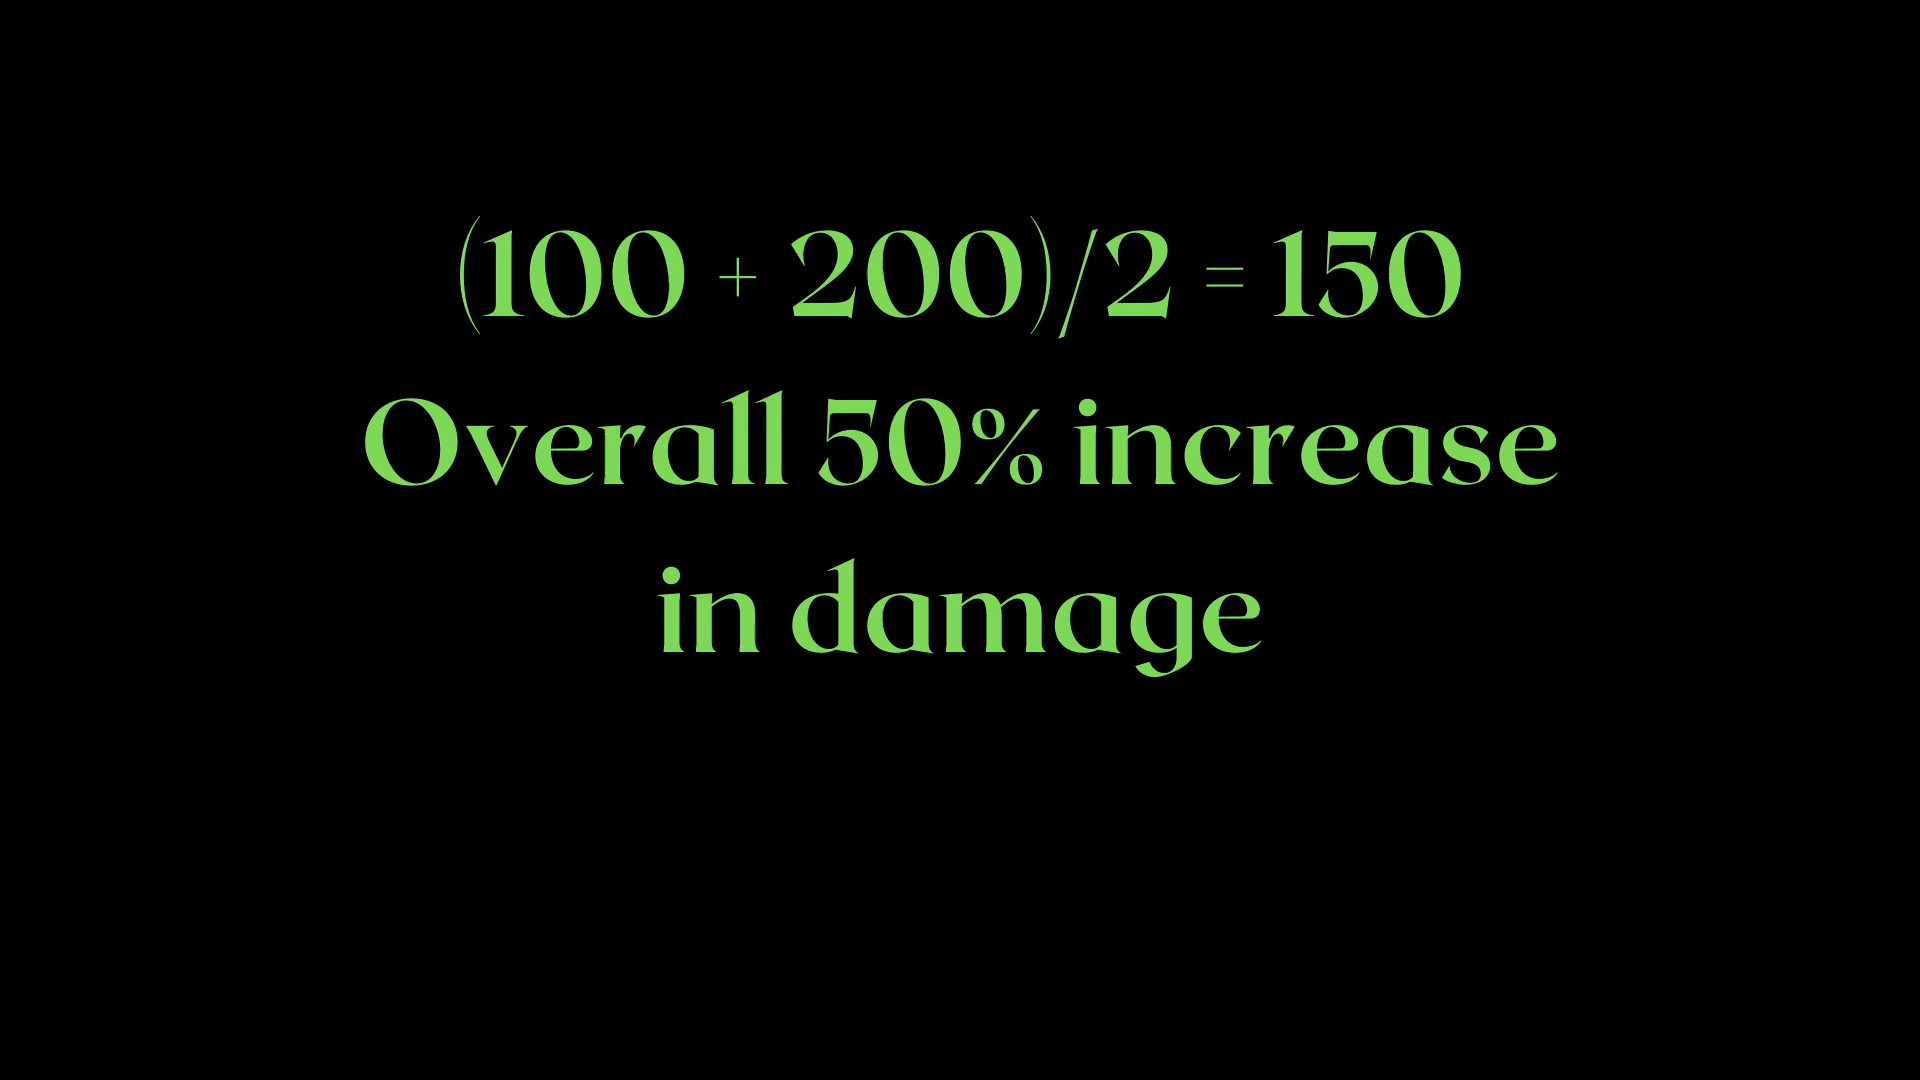 (100 + 200)/2 = 150
Overall 50% increase
in damage